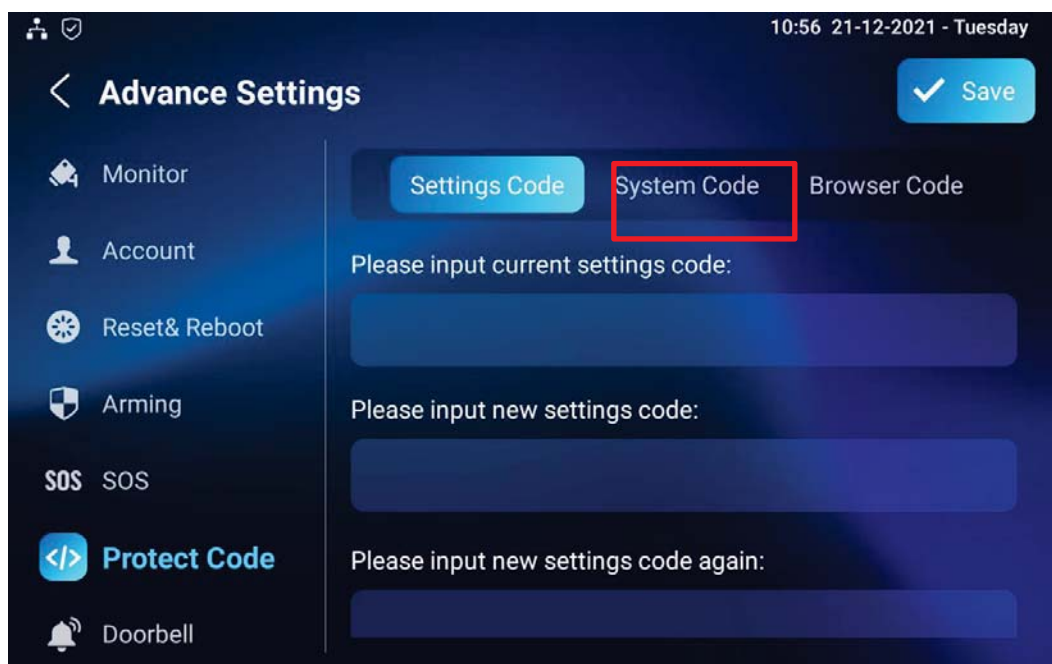 10:56 21-12-2021 - Tuesday
Advance Settings
Save
Monitor
Account
Reset& Reboot
Arming
SOS SOS
Protect Code
Doorbell
Settings Code System Code Browser Code
Please input current settings code:
Please input new settings code:
Please input new settings code again: